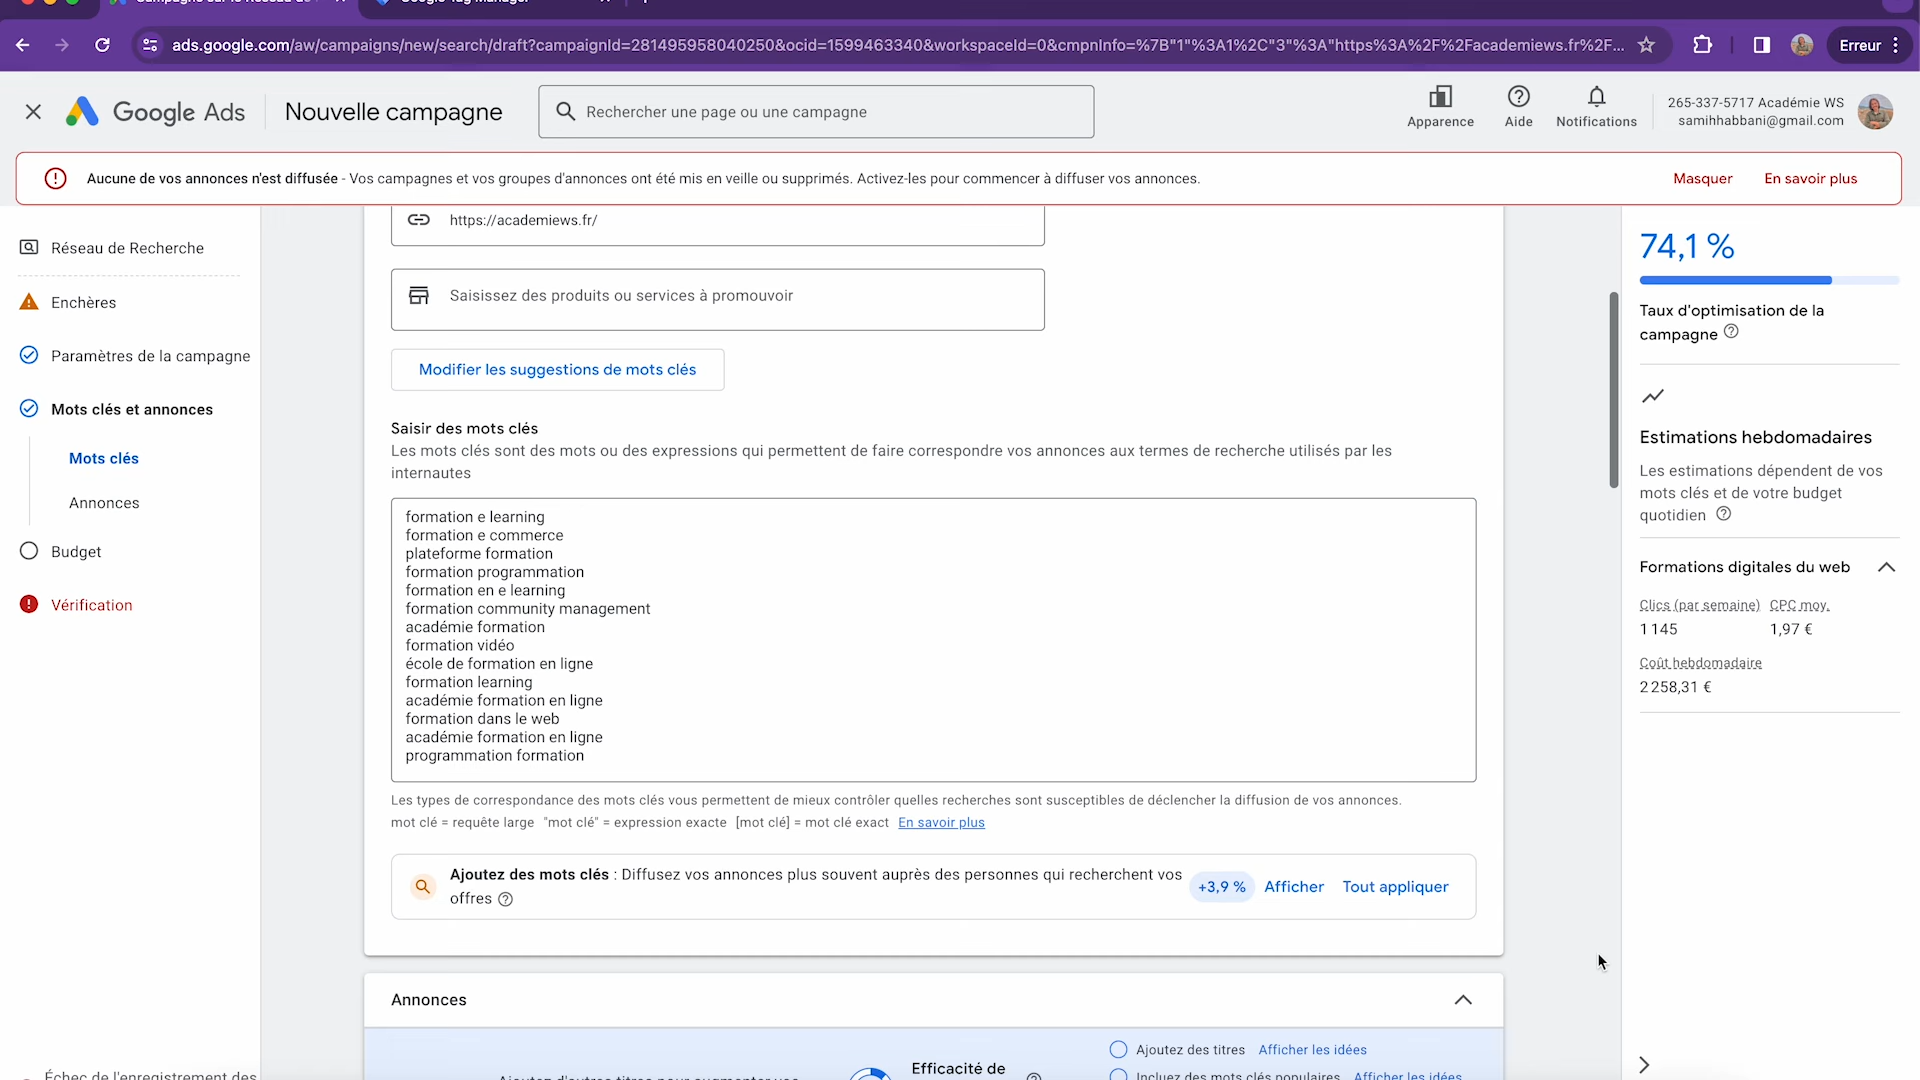 ads.google.com/aw/campaigns/new/search/draft?campaignId=281495958040250&ocid=1599463340&workspaceId=0&cmpnInfo=%7B"1"%3A1%2C"3"%3A"https%3A%2F%2Facademiews.fr%2F...
Erreur
Google Ads
Nouvelle campagne
Rechercher une page ou une campagne
Apparence
Aide
Notifications
265-337-5717 Académie WS
samihhabbani@gmail.com
Aucune de vos annonces n'est diffusée - Vos campagnes et vos groupes d'annonces ont été mis en veille ou supprimés. Activez-les pour commencer à diffuser vos annonces.
Masquer
En savoir plus
Réseau de Recherche
Enchères
Paramètres de la campagne
Mots clés et annonces
Mots clés
Annonces
Budget
Vérification
https://academiews.fr/
Saisissez des produits ou services à promouvoir
Modifier les suggestions de mots clés
Saisir des mots clés
Les mots clés sont des mots ou des expressions qui permettent de faire correspondre vos annonces aux termes de recherche utilisés par les
internautes
formation e learning
formation e commerce
plateforme formation
formation programmation
formation en e learning
formation community management
académie formation
formation vidéo
école de formation en ligne
formation learning
académie formation en ligne
formation dans le web
académie formation en ligne
programmation formation
Les types de correspondance des mots clés vous permettent de mieux contrôler quelles recherches sont susceptibles de déclencher la diffusion de vos annonces.
mot clé = requête large "mot clé" = expression exacte [mot clé] = mot clé exact En savoir plus
Ajoutez des mots clés : Diffusez vos annonces plus souvent auprès des personnes qui recherchent vos
offres
+3,9 %
Afficher
Tout appliquer
Annonces
Efficacité de
Ajoutez des titres Afficher les idées
Incluez des mots clés populaires Afficher les idées
74,1 %
Taux d'optimisation de la
campagne
Estimations hebdomadaires
Les estimations dépendent de vos
mots clés et de votre budget
quotidien
Formations digitales du web
Clics (par semaine) CPC moy.
1 145 1,97 €
Coût hebdomadaire
2 258,31 €
Échec de l'enregistrement des